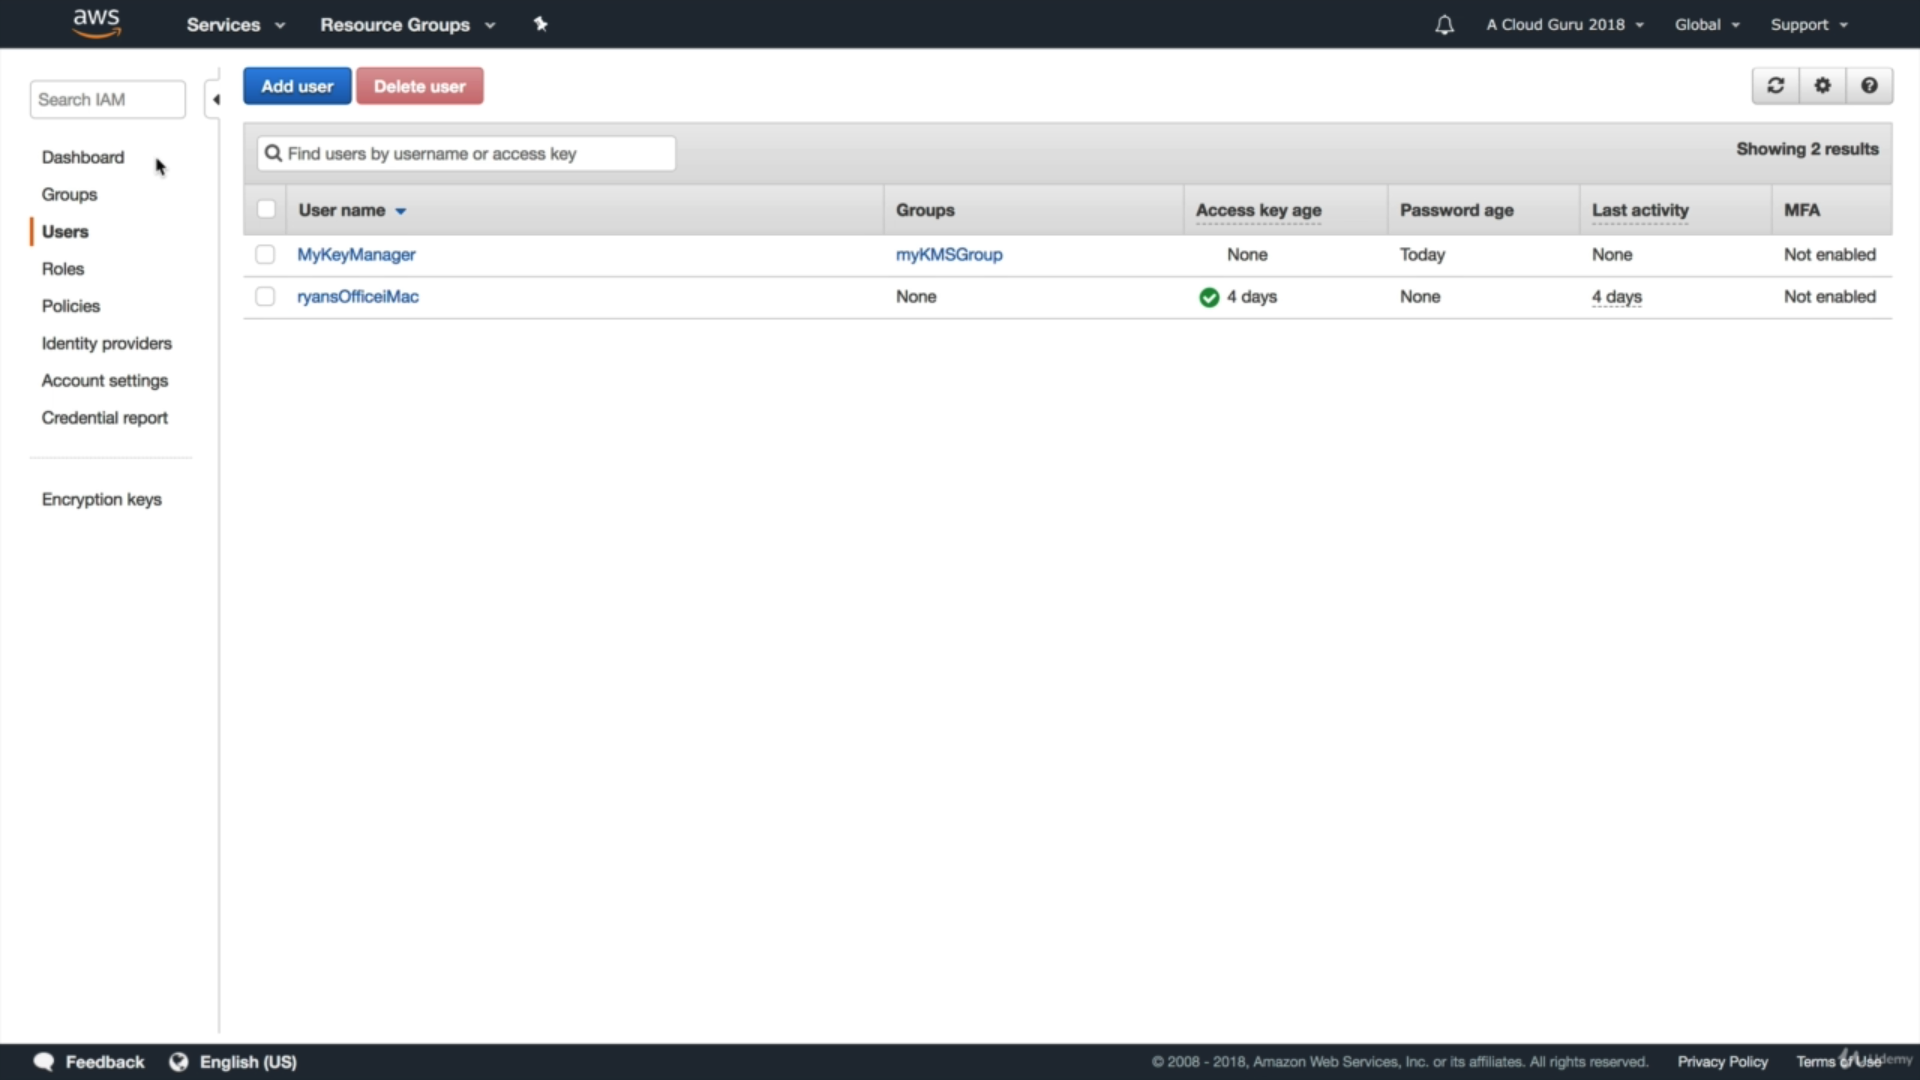 aws Services Resource Groups A Cloud Guru 2018 Global Support
Search IAM
Dashboard
Groups
Users
Roles
Policies
Identity providers
Account settings
Credential report
Encryption keys
Add user Delete user
Find users by username or access key Showing 2 results
User name Groups Access key age Password age Last activity MFA
MyKeyManager myKMSGroup None Today None Not enabled
ryansOfficeiMac None 4 days None 4 days Not enabled
Feedback English (US) © 2008 - 2018, Amazon Web Services, Inc. or its affiliates. All rights reserved. Privacy Policy Terms of Use
Udemy